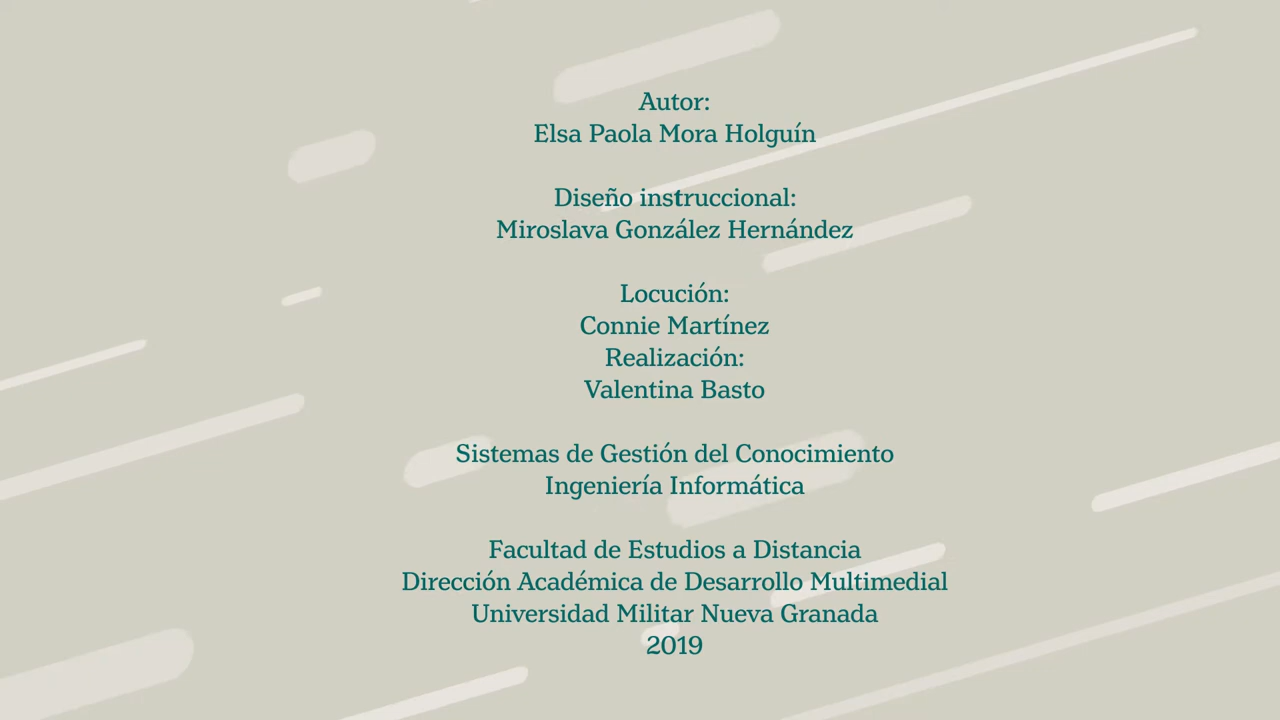 Autor:
Elsa Paola Mora Holguín
Diseño instruccional:
Miroslava González Hernández
Locución:
Connie Martínez
Realización:
Valentina Basto
Sistemas de Gestión del Conocimiento
Ingeniería Informática
Facultad de Estudios a Distancia
Dirección Académica de Desarrollo Multimedial
Universidad Militar Nueva Granada
2019